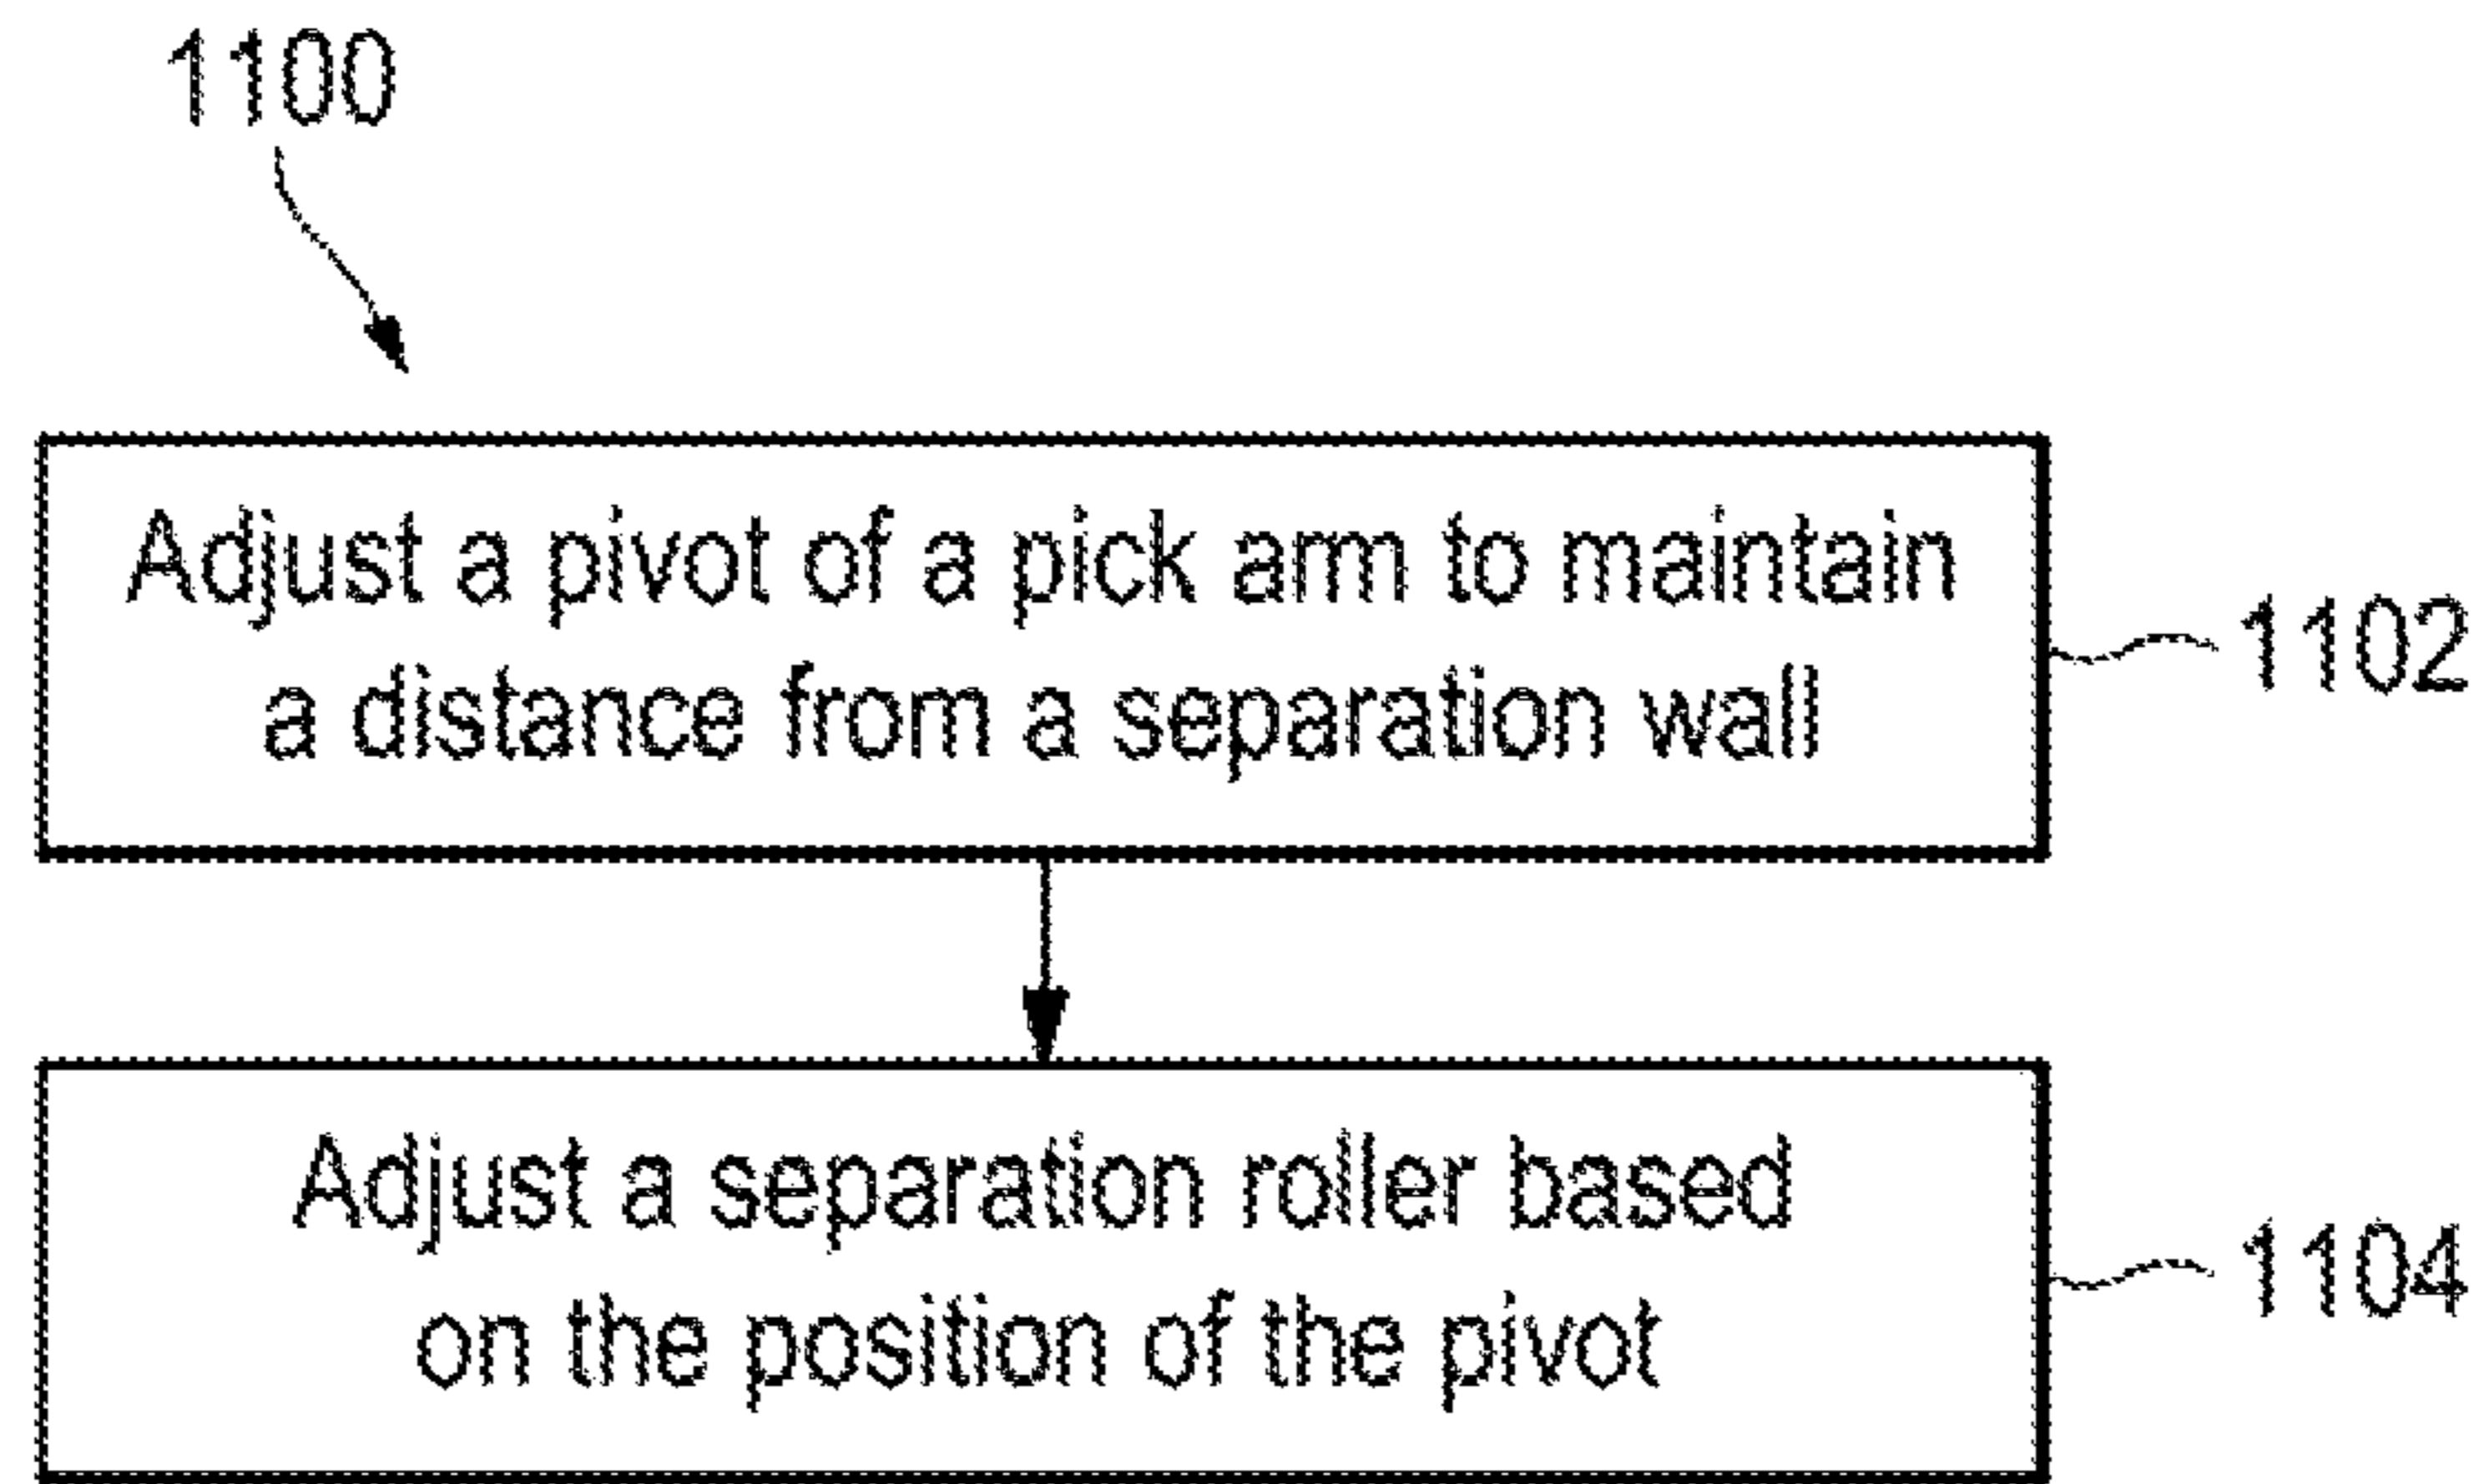 1100
Adjust a pivot of a pick arm to maintain
a distance from a separation wall
1102
Adjust a separation roller based
on the position of the pivot
1104